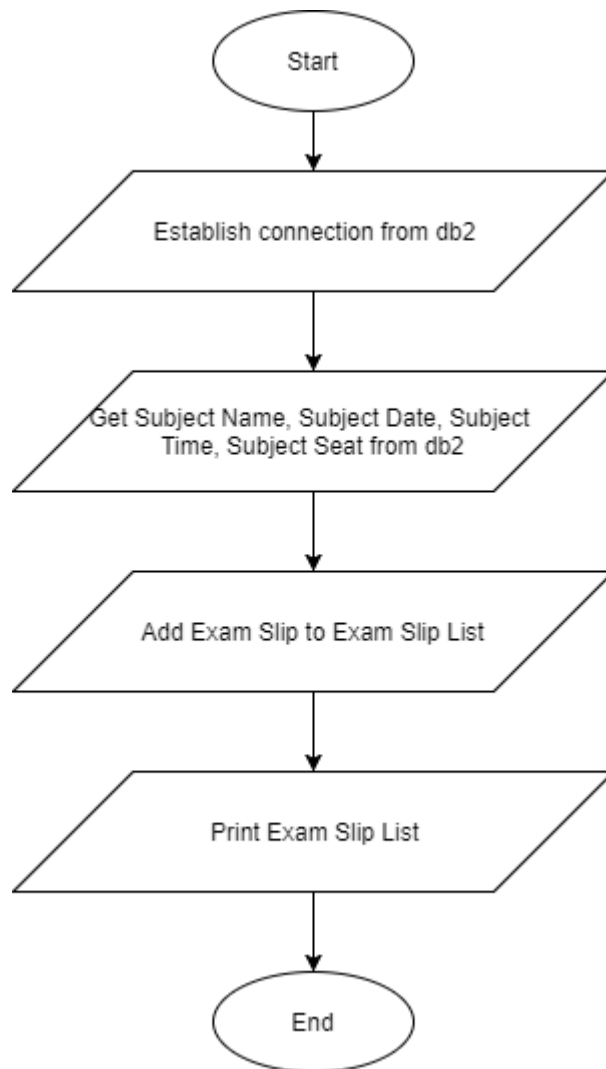 Start
Establish connection from db2
Get Subject Name, Subject Date, Subject
Time, Subject Seat from db2
Add Exam Slip to Exam Slip List
Print Exam Slip List
End